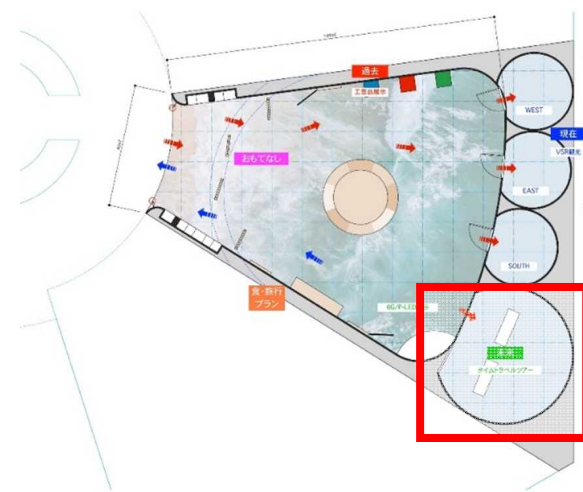 過去
工芸品展示
WEST
現在
VSR観光
おもてなし
EAST
SOUTH
食・旅行
プラン
未来
タイムトラベルツアー